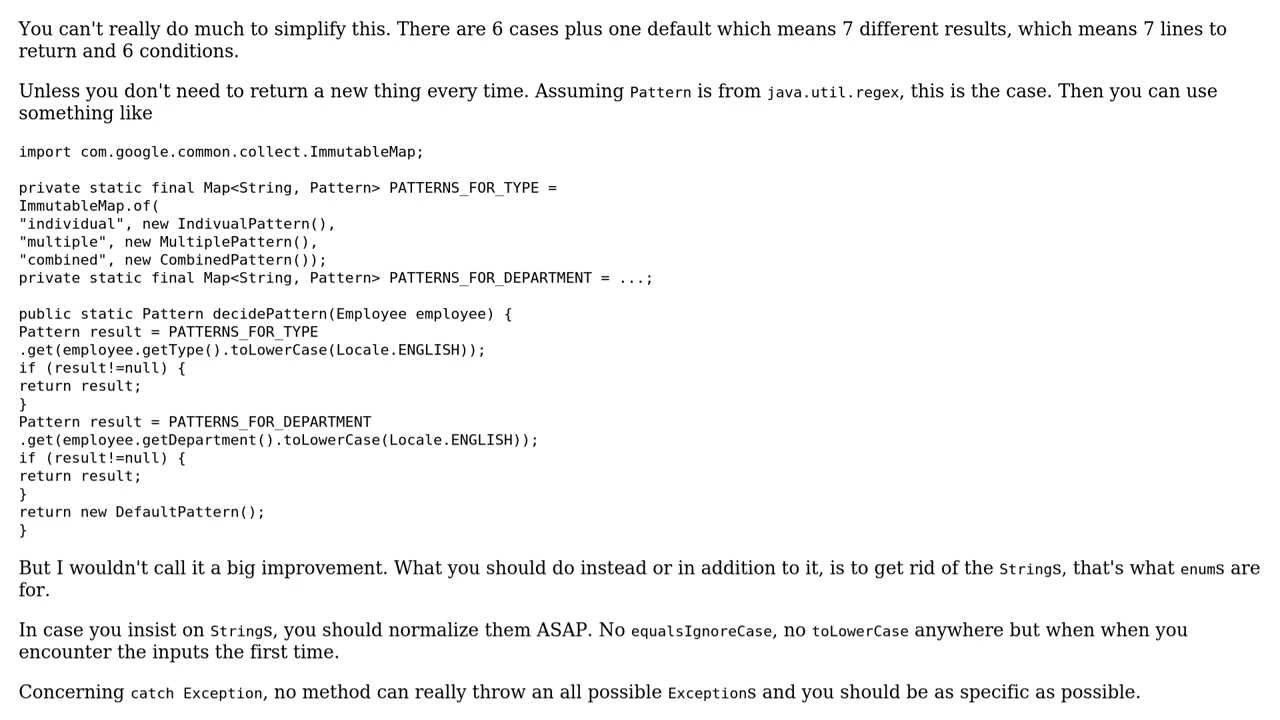 You can't really do much to simplify this. There are 6 cases plus one default which means 7 different results, which means 7 lines to
return and 6 conditions.
Unless you don't need to return a new thing every time. Assuming Pattern is from java.util.regex, this is the case. Then you can use
something like
import com.google.common.collect.ImmutableMap;
private static final Map<String, Pattern> PATTERNS_FOR_TYPE =
ImmutableMap.of(
"individual", new IndivualPattern(),
"multiple", new MultiplePattern(),
"combined", new CombinedPattern());
private static final Map<String, Pattern> PATTERNS_FOR_DEPARTMENT = ...;
public static Pattern decidePattern(Employee employee) {
Pattern result = PATTERNS_FOR_TYPE
.get(employee.getType().toLowerCase(Locale.ENGLISH));
if (result!=null) {
return result;
}
Pattern result = PATTERNS_FOR_DEPARTMENT
.get(employee.getDepartment().toLowerCase(Locale.ENGLISH));
if (result!=null) {
return result;
}
return new DefaultPattern();
}
But I wouldn't call it a big improvement. What you should do instead or in addition to it, is to get rid of the Strings, that's what enums are
for.
In case you insist on Strings, you should normalize them ASAP. No equalsIgnoreCase, no toLowerCase anywhere but when when you
encounter the inputs the first time.
Concerning catch Exception, no method can really throw an all possible Exceptions and you should be as specific as possible.